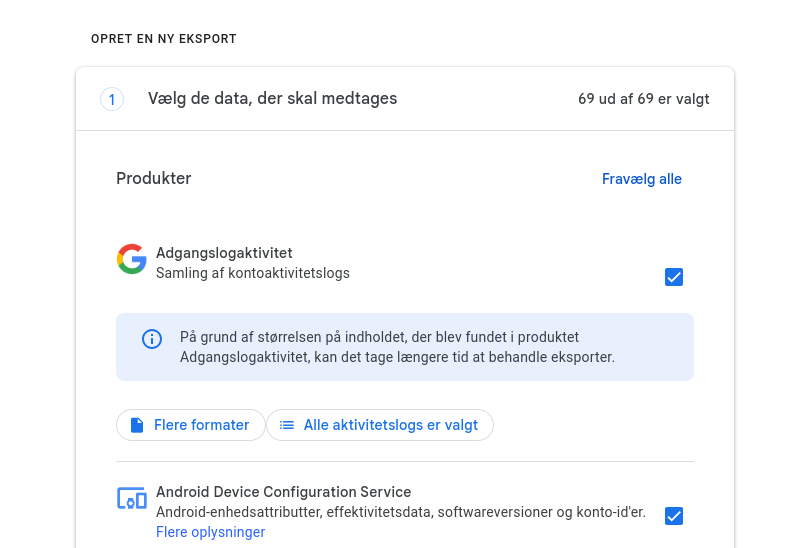 OPRET EN NY EKSPORT
1
Vælg de data, der skal medtages
69 ud af 69 er valgt
Produkter
Fravælg alle
Adgangslogaktivitet
Samling af kontoaktivitetslogs
På grund af størrelsen på indholdet, der blev fundet i produktet
Adgangslogaktivitet, kan det tage længere tid at behandle eksporter.
Flere formater
Alle aktivitetslogs er valgt
Android Device Configuration Service
Android-enhedsattributter, effektivitetsdata, softwareversioner og konto-id'er.
Flere oplysninger